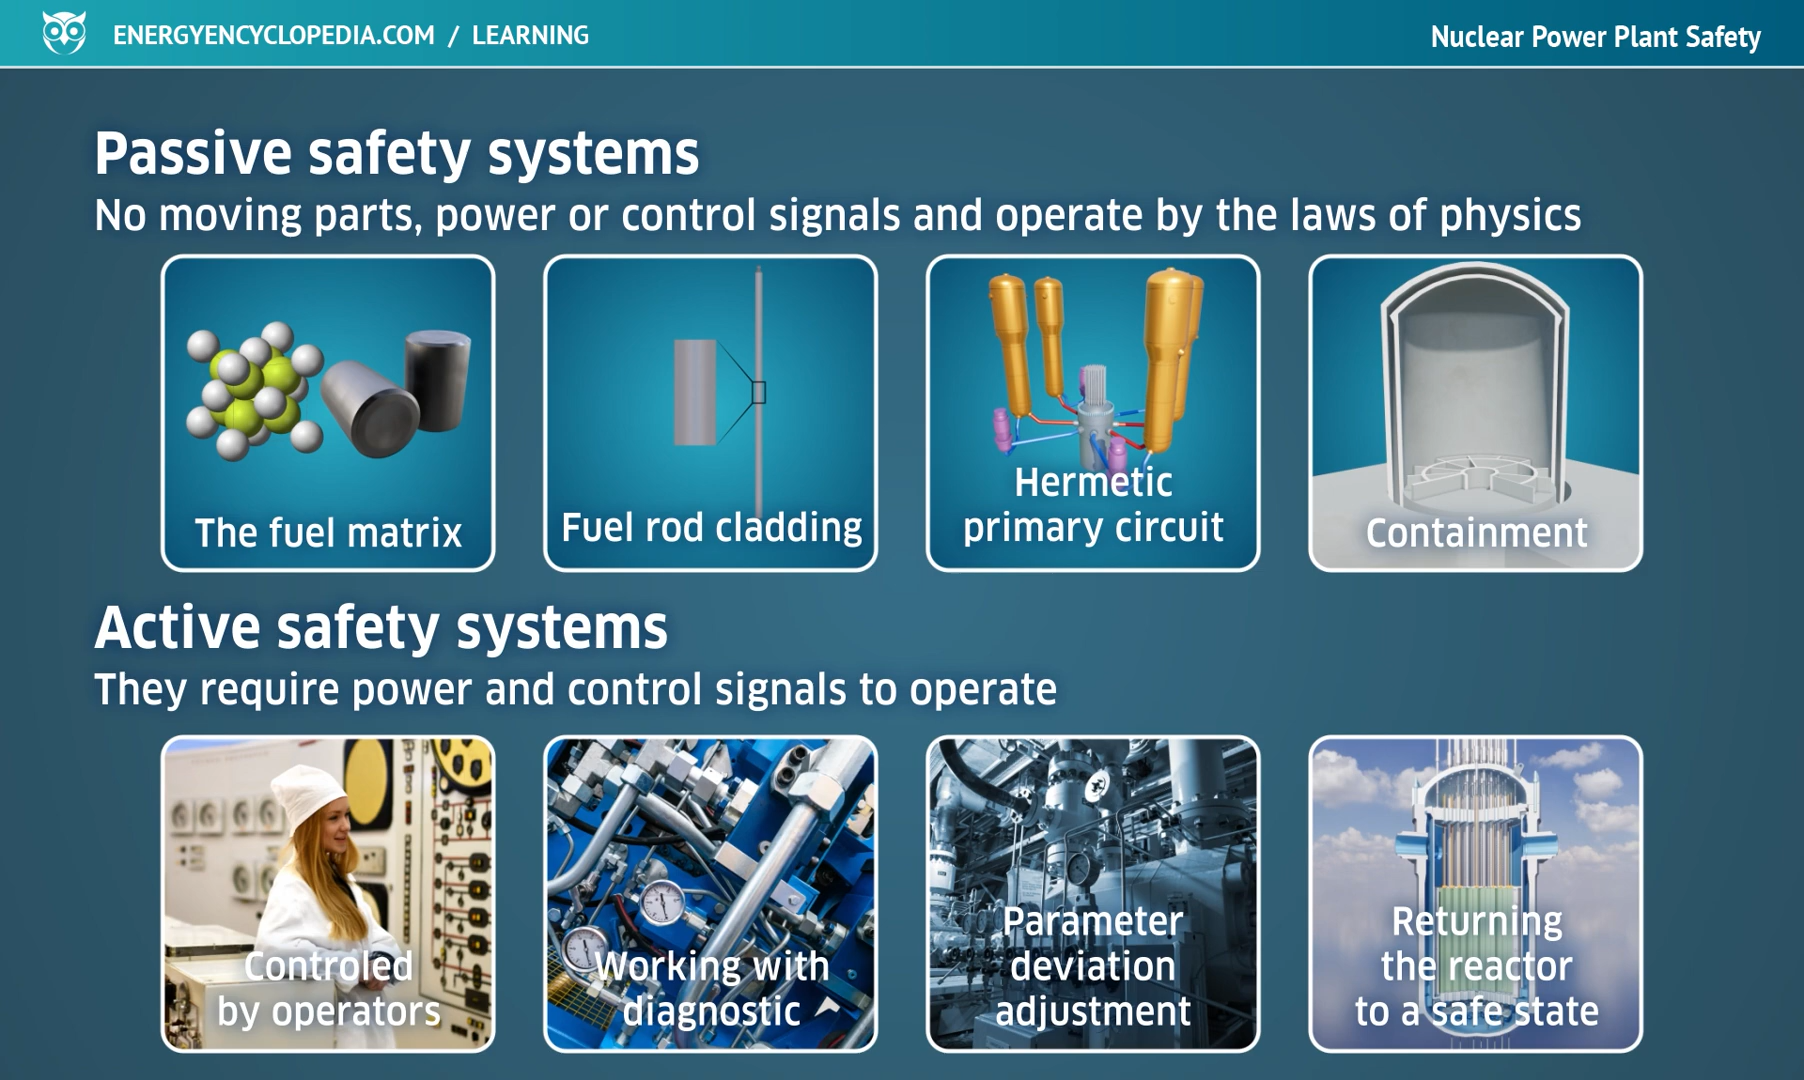 ENERGYENCYCLOPEDIA.COM / LEARNING
Nuclear Power Plant Safety
Passive safety systems
No moving parts, power or control signals and operate by the laws of physics
The fuel matrix
Fuel rod cladding
Hermetic
primary circuit
Containment
Active safety systems
They require power and control signals to operate
Controled
by operators
Working with
diagnostic
Parameter
deviation
adjustment
Returning
the reactor
to a safe state